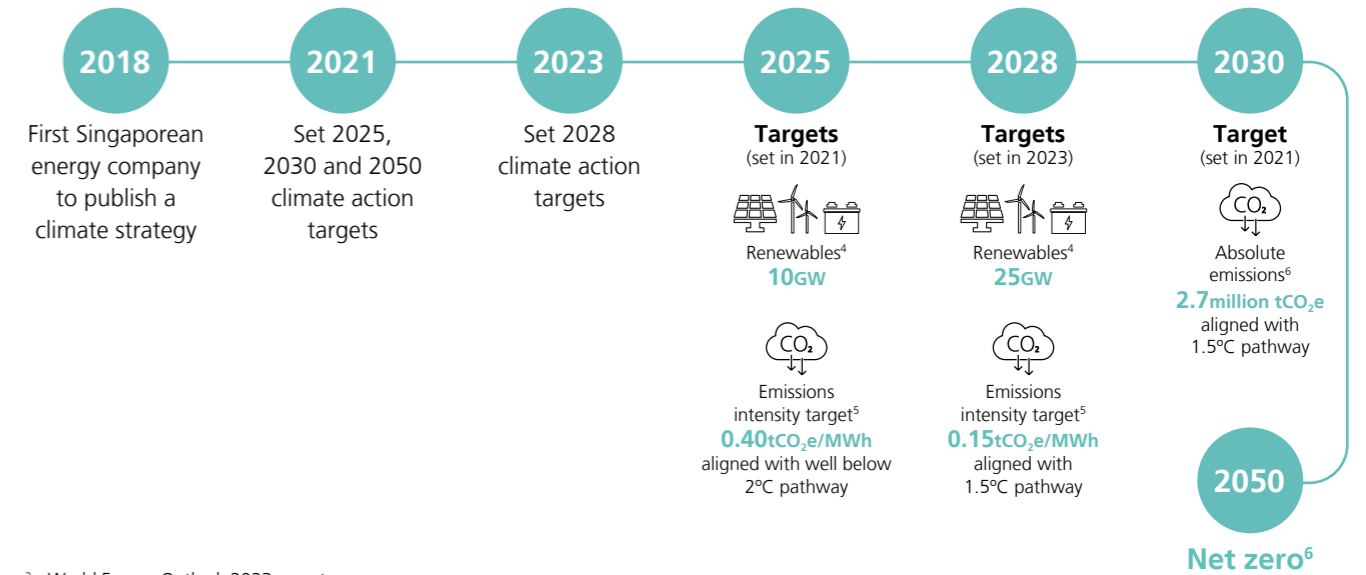 2018
First Singaporean
energy company
to publish a
climate strategy
2021
Set 2025,
2030 and 2050
climate action
targets
2023
Set 2028
climate action
targets
2025
Targets
(set in 2021)
Renewables⁴
10GW
CO₂
Emissions
intensity target⁵
0.40tCO₂e/MWh
aligned with well below
2ºC pathway
2028
Targets
(set in 2023)
Renewables⁴
25GW
CO₂
Emissions
intensity target⁵
0.15tCO₂e/MWh
aligned with
1.5ºC pathway
2030
Target
(set in 2021)
CO₂
Absolute
emissions⁶
2.7million tCO₂e
aligned with
1.5ºC pathway
2050
Net zero⁶